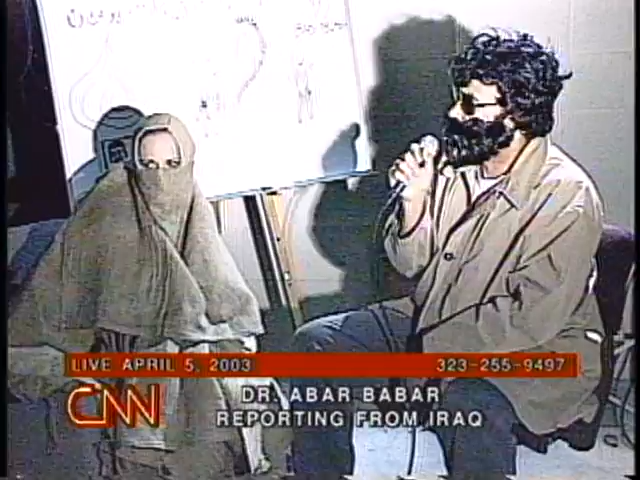 LIVE APRIL 5, 2003
323-255-9497
CNN
DR. ABAR BABAR
REPORTING FROM IRAQ